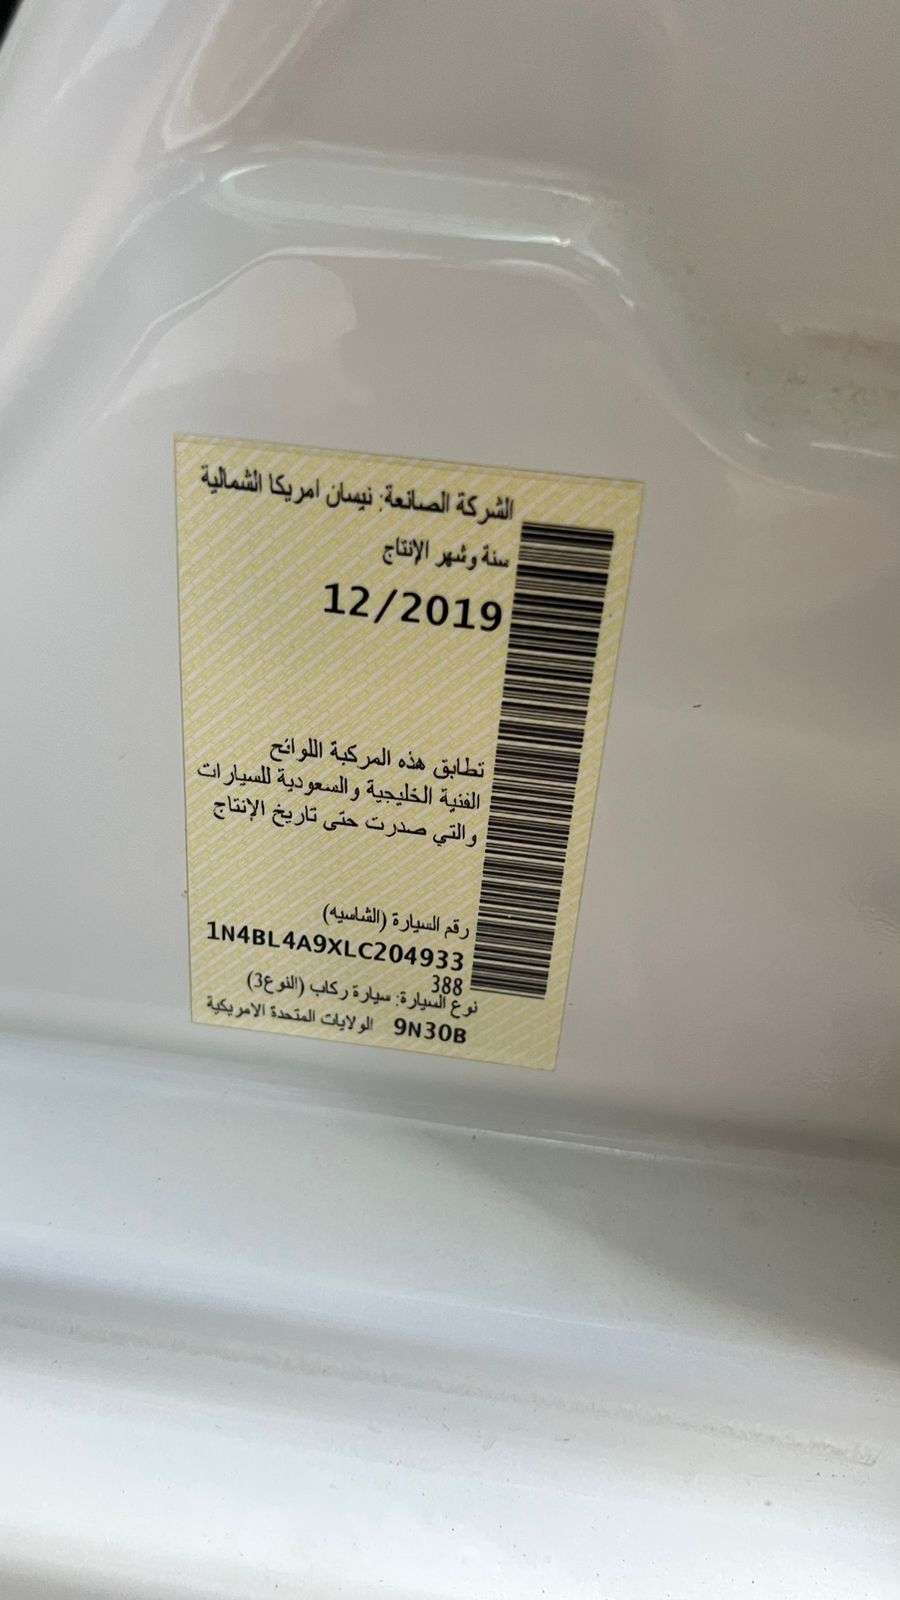 الشركة الصانعة: نيسان امريكا الشمالية
سنة وشهر الإنتاج
12/2019
تطابق هذه المركبة اللوائح
الفنية الخليجية والسعودية للسيارات
والتي صدرت حتى تاريخ الإنتاج
رقم السيارة (الشاسيه)
1N4BL4A9XLC204933
388
نوع السيارة: سيارة ركاب (النوع3)
9N30B الولايات المتحدة الامريكية